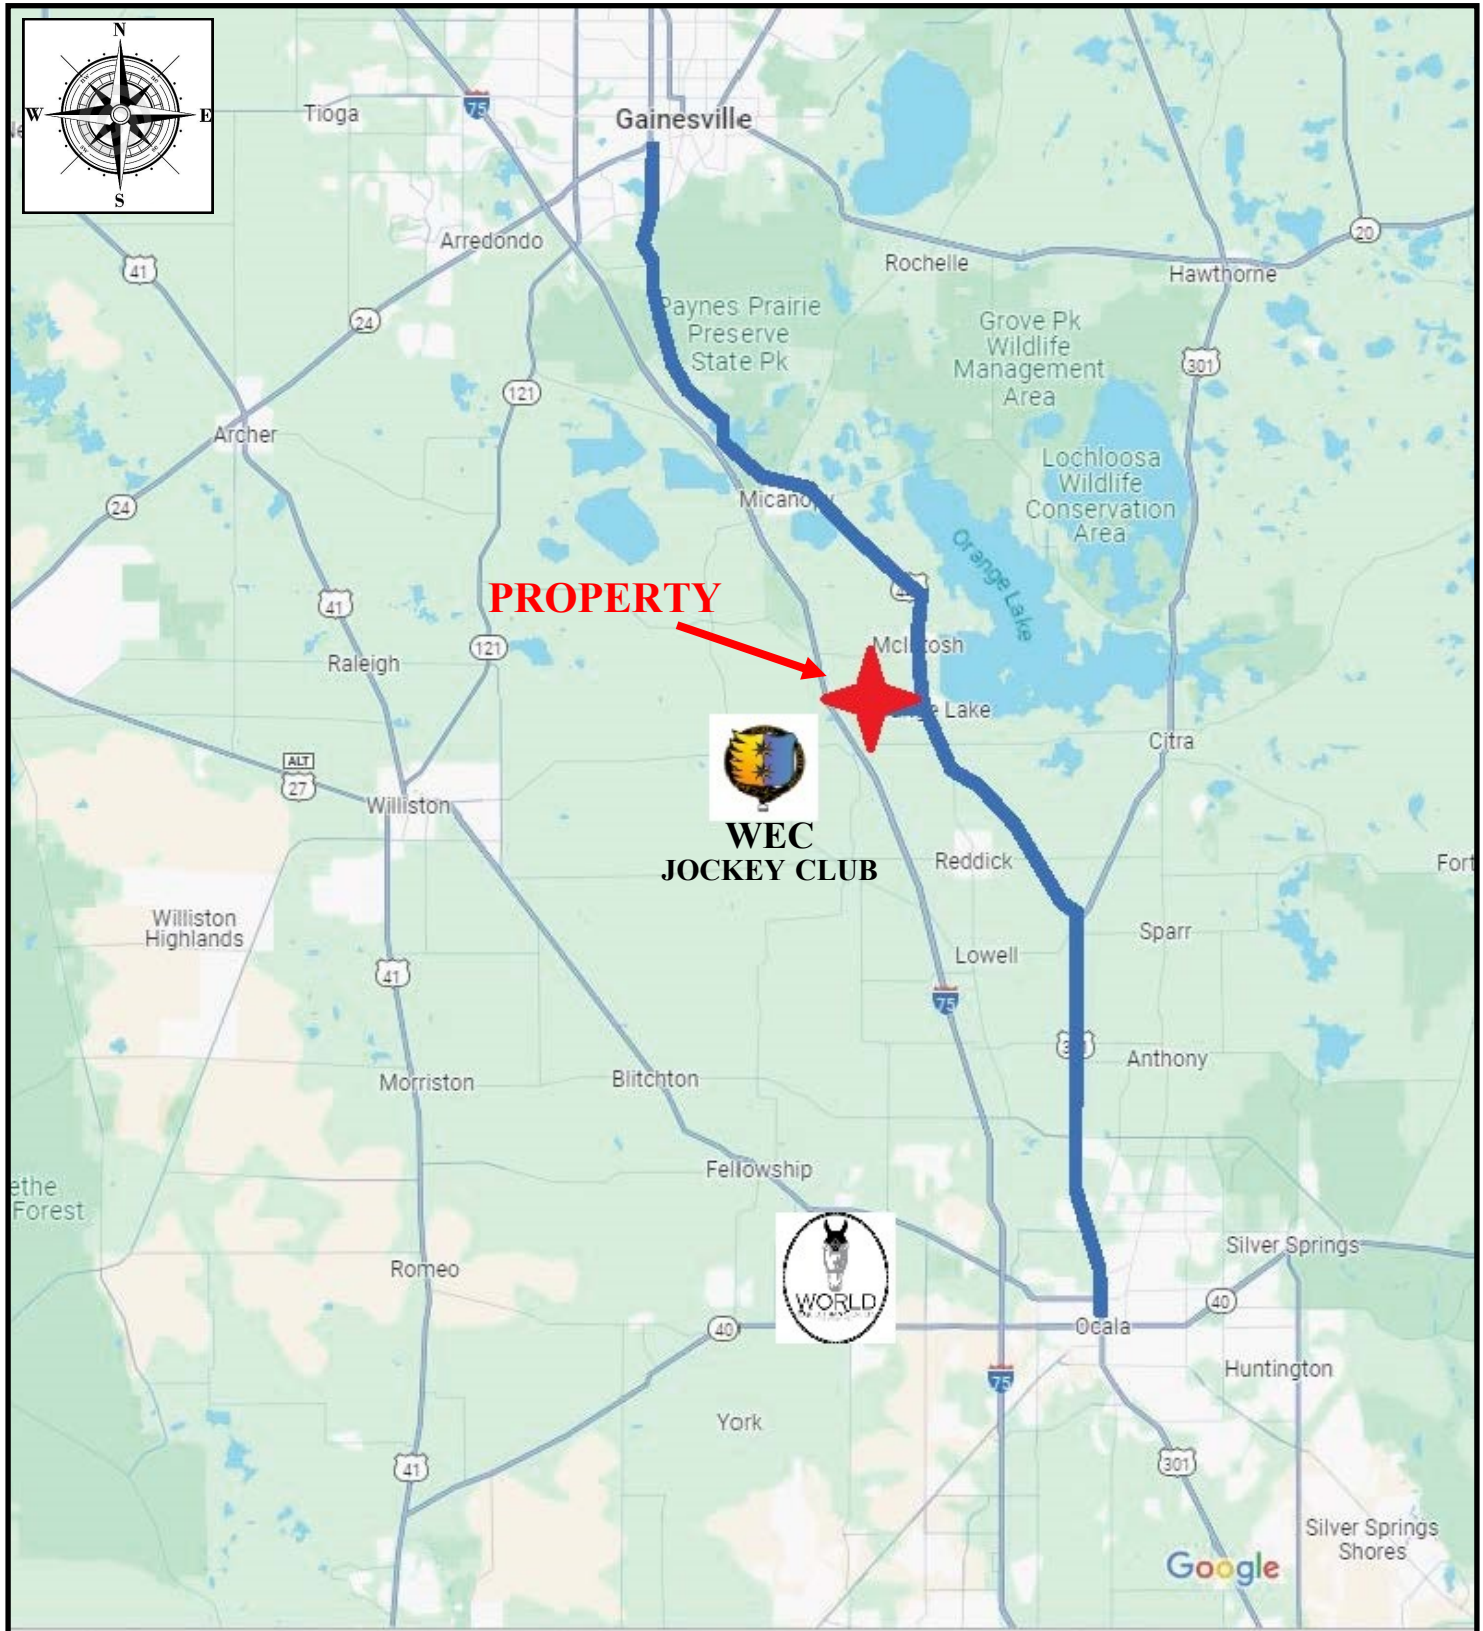 N
W
E
S
75
Tioga
Gainesville
41
Arredondo
24
Rochelle
20
Hawthorne
Paynes Prairie
Preserve
State Pk
Grove Pk
Wildlife
Management
Area
301
121
Archer
24
Lochloosa
Wildlife
Conservation
Area
Orange Lake
PROPERTY
41
121
Raleigh
Citra
WEC
JOCKEY CLUB
ALT
27
Williston
Reddick
Fort
Williston
Highlands
Sparr
Lowell
41
75
Anthony
Morriston
Blitchton
Fellowship
Forest
Silver Springs
Romeo
WORLD
40
40
Ocala
75
Huntington
York
41
301
Silver Springs
Shores
Google